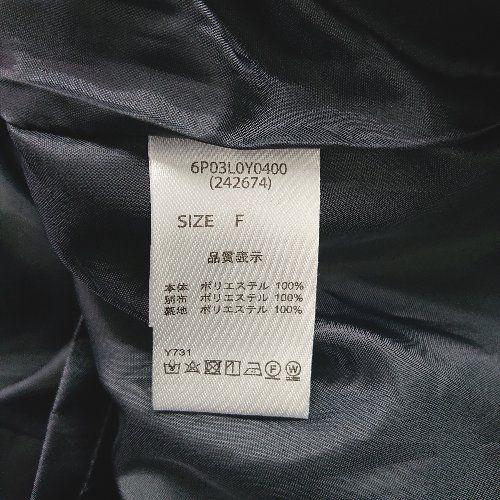 6P03L0Y0400
(242674)
SIZE F
品質表示
本体 ポリエステル 100%
別布 ポリエステル 100%
裏地 ポリエステル 100%
Y731
F W